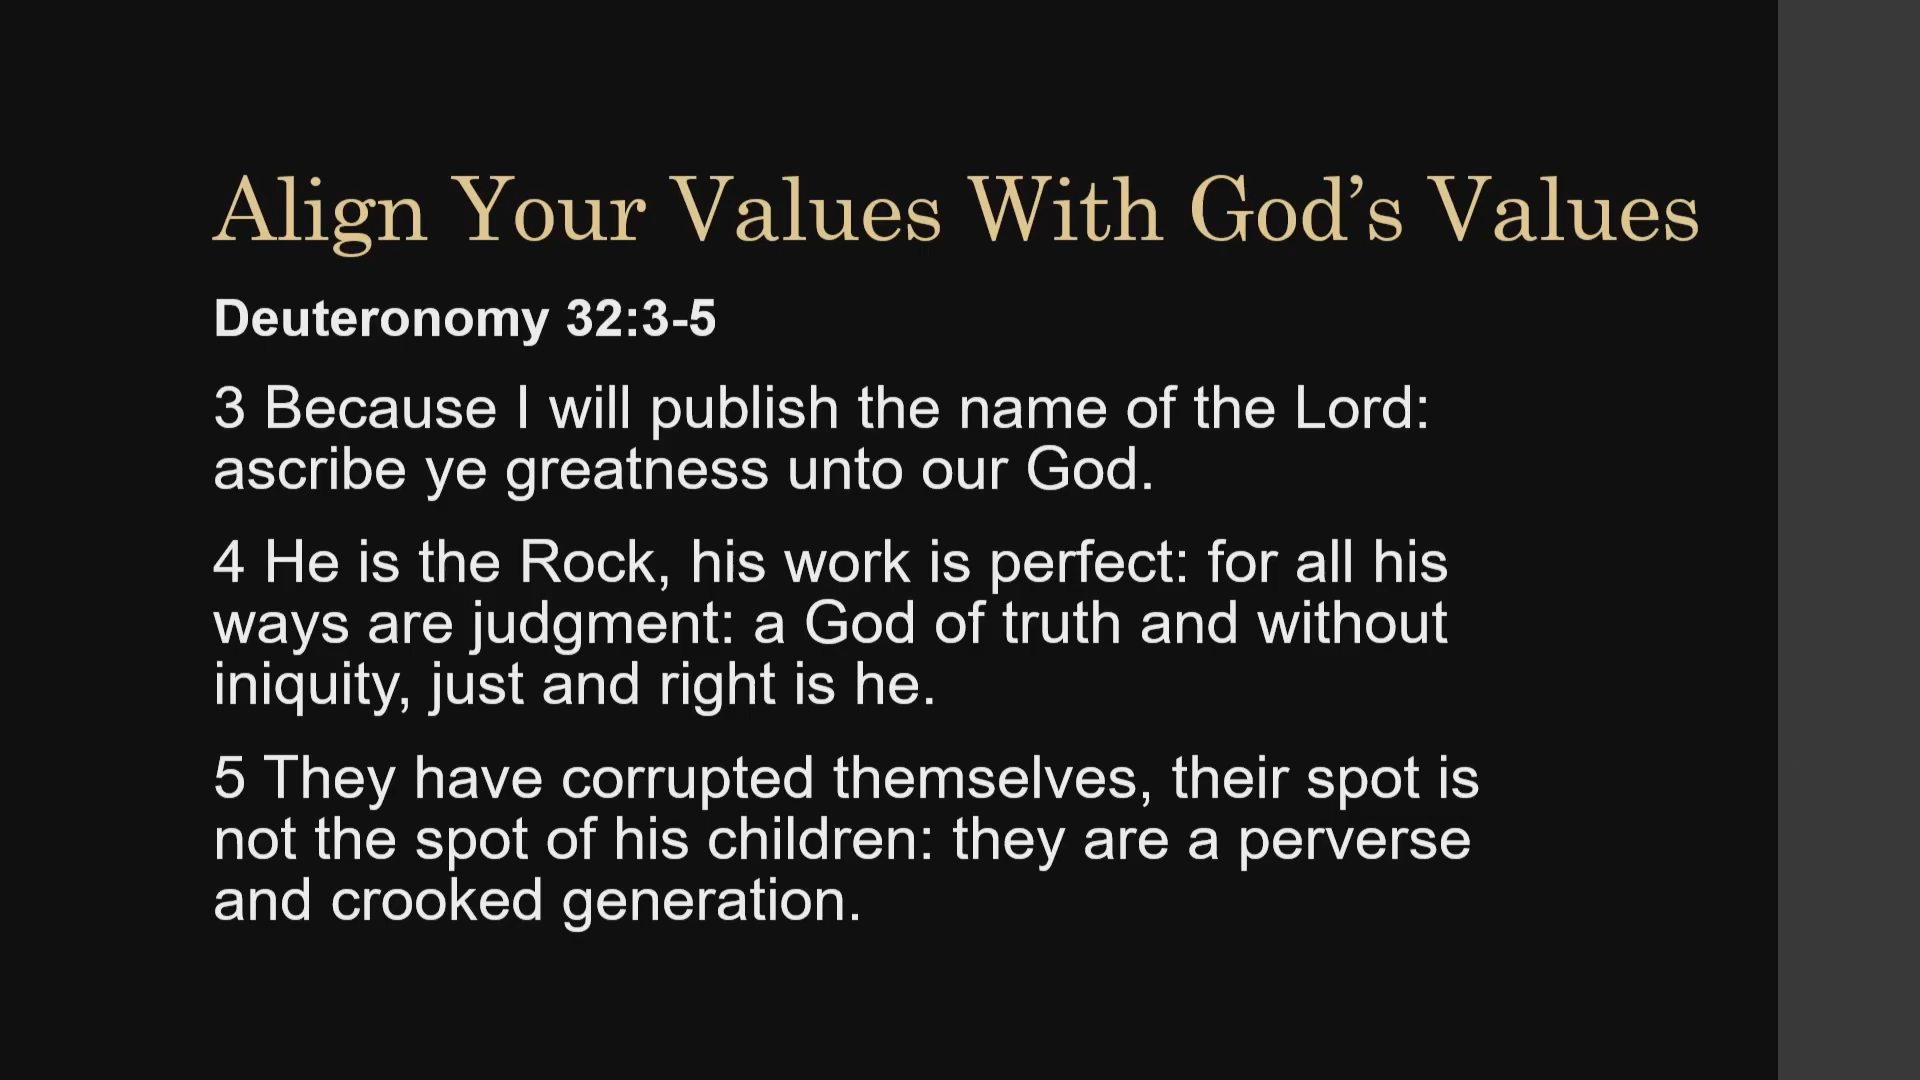 Align Your Values With God’s Values
Deuteronomy 32:3-5
3 Because I will publish the name of the Lord:
ascribe ye greatness unto our God.
4 He is the Rock, his work is perfect: for all his
ways are judgment: a God of truth and without
iniquity, just and right is he.
5 They have corrupted themselves, their spot is
not the spot of his children: they are a perverse
and crooked generation.